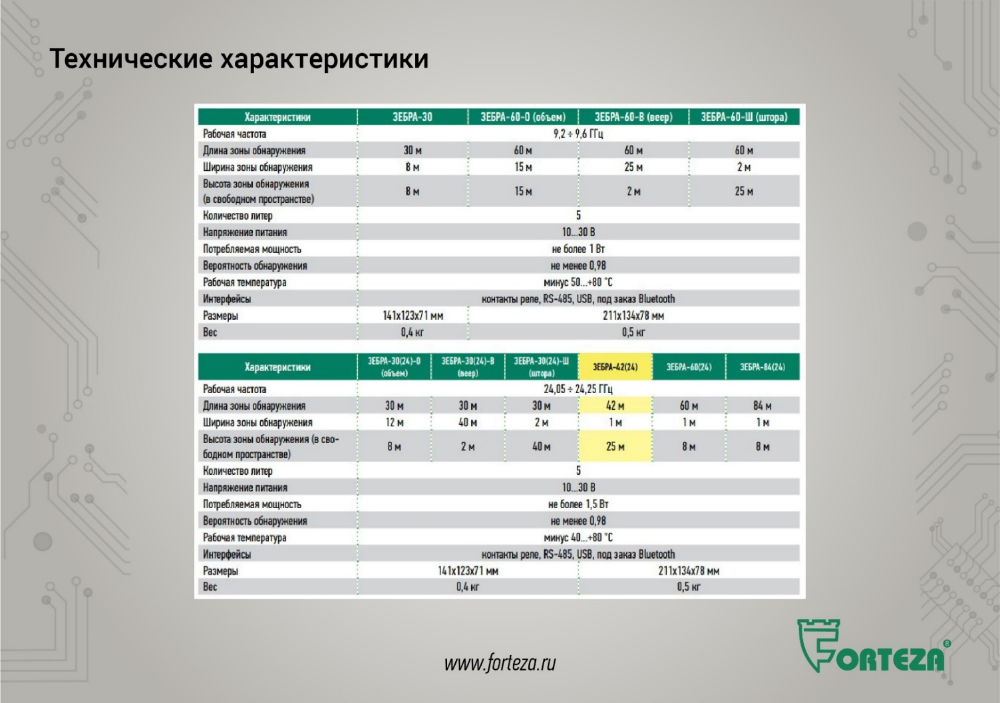 Технические характеристики
Характеристики ЗЕБРА-30 ЗЕБРА-60-О (объем) ЗЕБРА-60-В (веер) ЗЕБРА-60-Ш (штора)
Рабочая частота 9,2 ÷ 9,6 ГГц
Длина зоны обнаружения 30 м 60 м 60 м 60 м
Ширина зоны обнаружения 8 м 15 м 25 м 2 м
Высота зоны обнаружения
(в свободном пространстве) 8 м 15 м 2 м 25 м
Количество литер 5
Напряжение питания 10...30 В
Потребляемая мощность не более 1 Вт
Вероятность обнаружения не менее 0,98
Рабочая температура минус 50...+80 °С
Интерфейсы контакты реле, RS-485, USB, под заказ Bluetooth
Размеры 141х123х71 мм 211х134х78 мм
Вес 0,4 кг 0,5 кг
Характеристики ЗЕБРА-30(24)-О (объем) ЗЕБРА-30(24)-В (веер) ЗЕБРА-30(24)-Ш (штора) ЗЕБРА-42(24) ЗЕБРА-60(24) ЗЕБРА-84(24)
Рабочая частота 24,05 ÷ 24,25 ГГц
Длина зоны обнаружения 30 м 30 м 30 м 42 м 60 м 84 м
Ширина зоны обнаружения 12 м 40 м 2 м 1 м 1 м 1 м
Высота зоны обнаружения (в сво-
бодном пространстве) 8 м 2 м 40 м 25 м 8 м 8 м
Количество литер 5
Напряжение питания 10...30 В
Потребляемая мощность не более 1,5 Вт
Вероятность обнаружения не менее 0,98
Рабочая температура минус 40...+80 °С
Интерфейсы контакты реле, RS-485, USB, под заказ Bluetooth
Размеры 141х123х71 мм 211х134х78 мм
Вес 0,4 кг 0,5 кг
www.forteza.ru
FORTEZA®